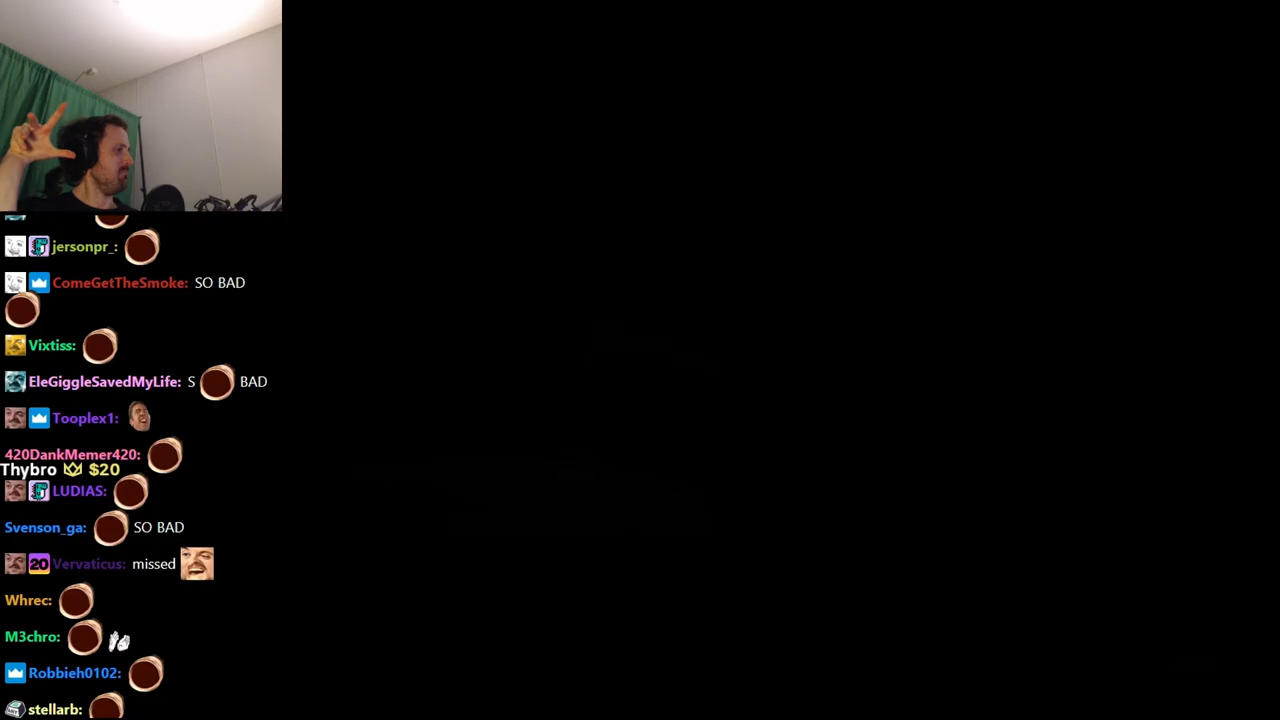 jersonpr_:
ComeGetTheSmoke: SO BAD
Vixtiss:
EleGiggleSavedMyLife: S BAD
Tooplex1:
420DankMemer420:
Thybro $20
LUDIAS:
Svenson_ga: SO BAD
20 Vervaticus: missed
Whrec:
M3chro:
Robbieh0102:
stellarb: